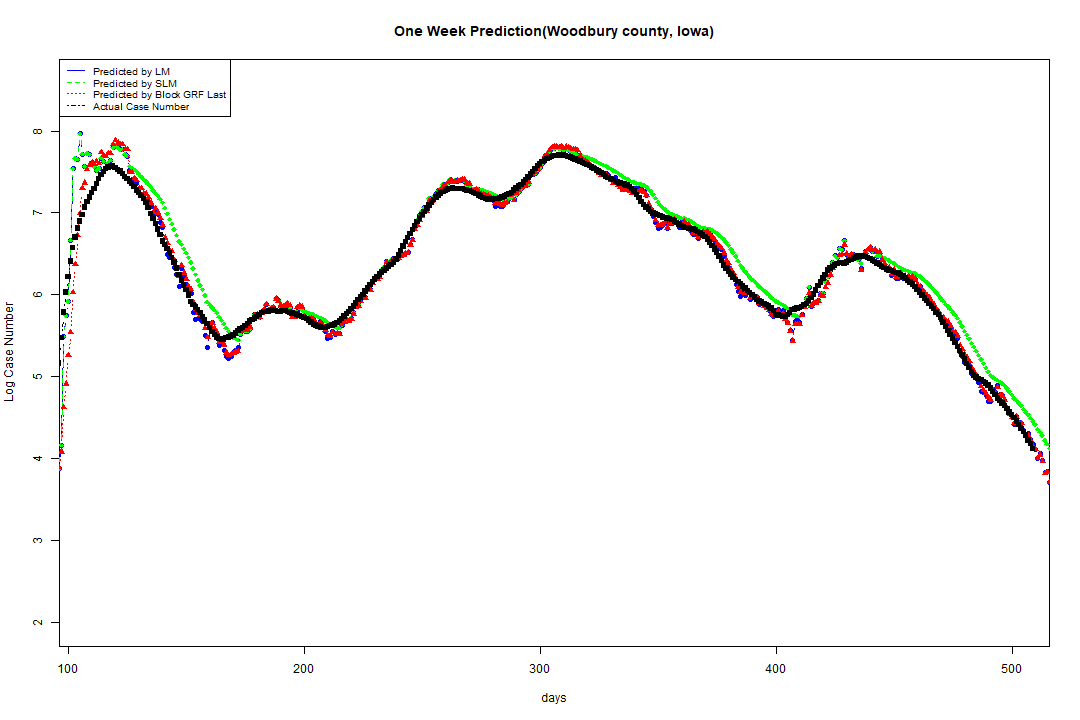 One Week Prediction(Woodbury county, Iowa)
Predicted by LM
Predicted by SLM
Predicted by Block GRF Last
Actual Case Number
Log Case Number
8
7
6
5
4
3
2
100 200 300 400 500
days